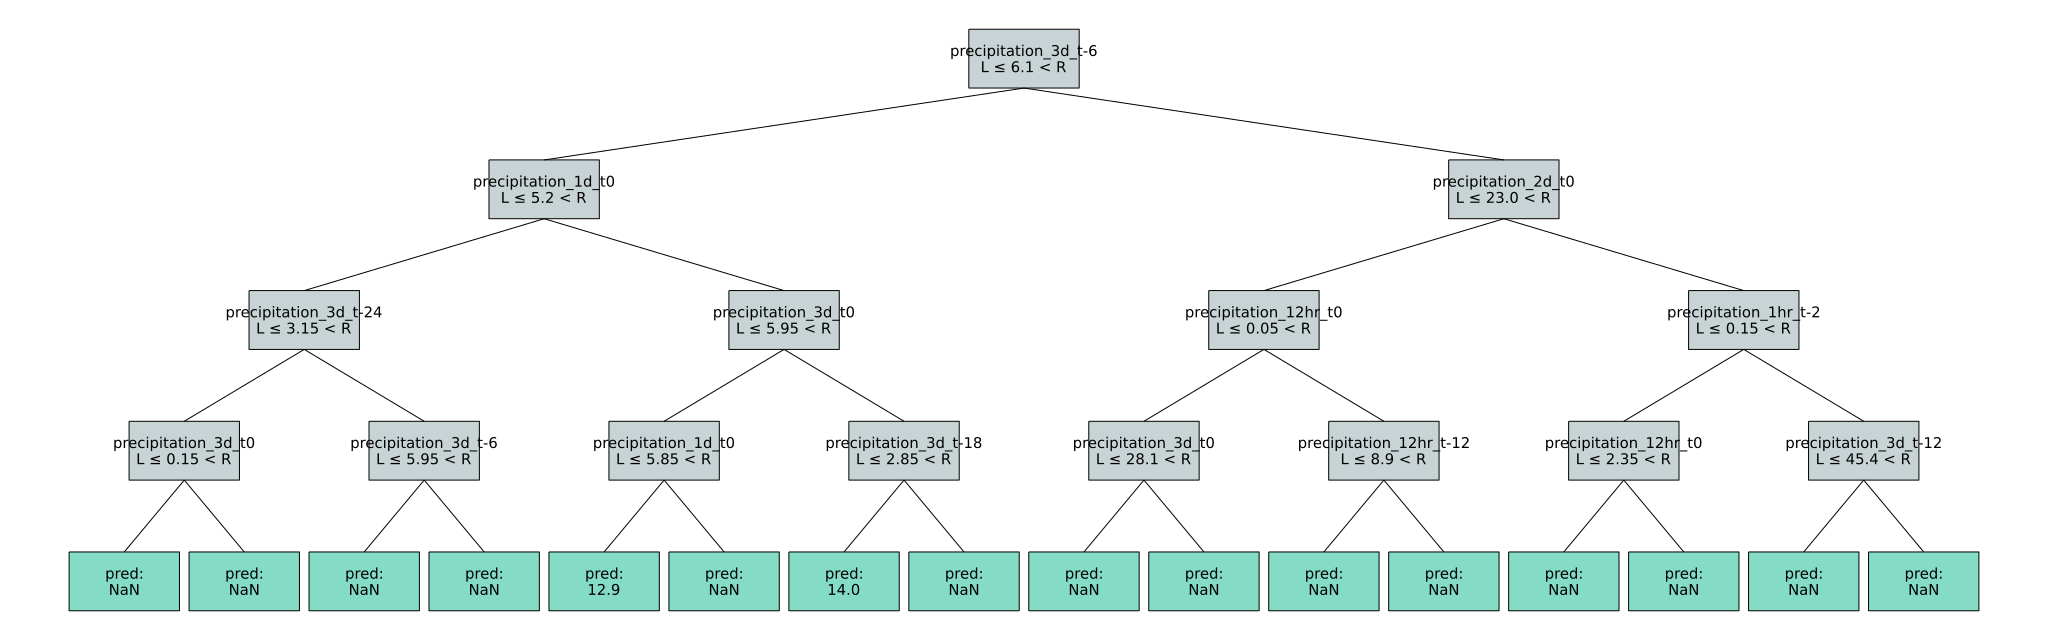 precipitation_3d_t-6
L ≤ 6.1 < R
precipitation_1d_t0
L ≤ 5.2 < R
precipitation_2d_t0
L ≤ 23.0 < R
precipitation_3d_t-24
L ≤ 3.15 < R
precipitation_3d_t0
L ≤ 5.95 < R
precipitation_12hr_t0
L ≤ 0.05 < R
precipitation_1hr_t-2
L ≤ 0.15 < R
precipitation_3d_t0
L ≤ 0.15 < R
precipitation_3d_t-6
L ≤ 5.95 < R
precipitation_1d_t0
L ≤ 5.85 < R
precipitation_3d_t-18
L ≤ 2.85 < R
precipitation_3d_t0
L ≤ 28.1 < R
precipitation_12hr_t-12
L ≤ 8.9 < R
precipitation_12hr_t0
L ≤ 2.35 < R
precipitation_3d_t-12
L ≤ 45.4 < R
pred:
NaN
pred:
NaN
pred:
NaN
pred:
NaN
pred:
12.9
pred:
NaN
pred:
14.0
pred:
NaN
pred:
NaN
pred:
NaN
pred:
NaN
pred:
NaN
pred:
NaN
pred:
NaN
pred:
NaN
pred:
NaN